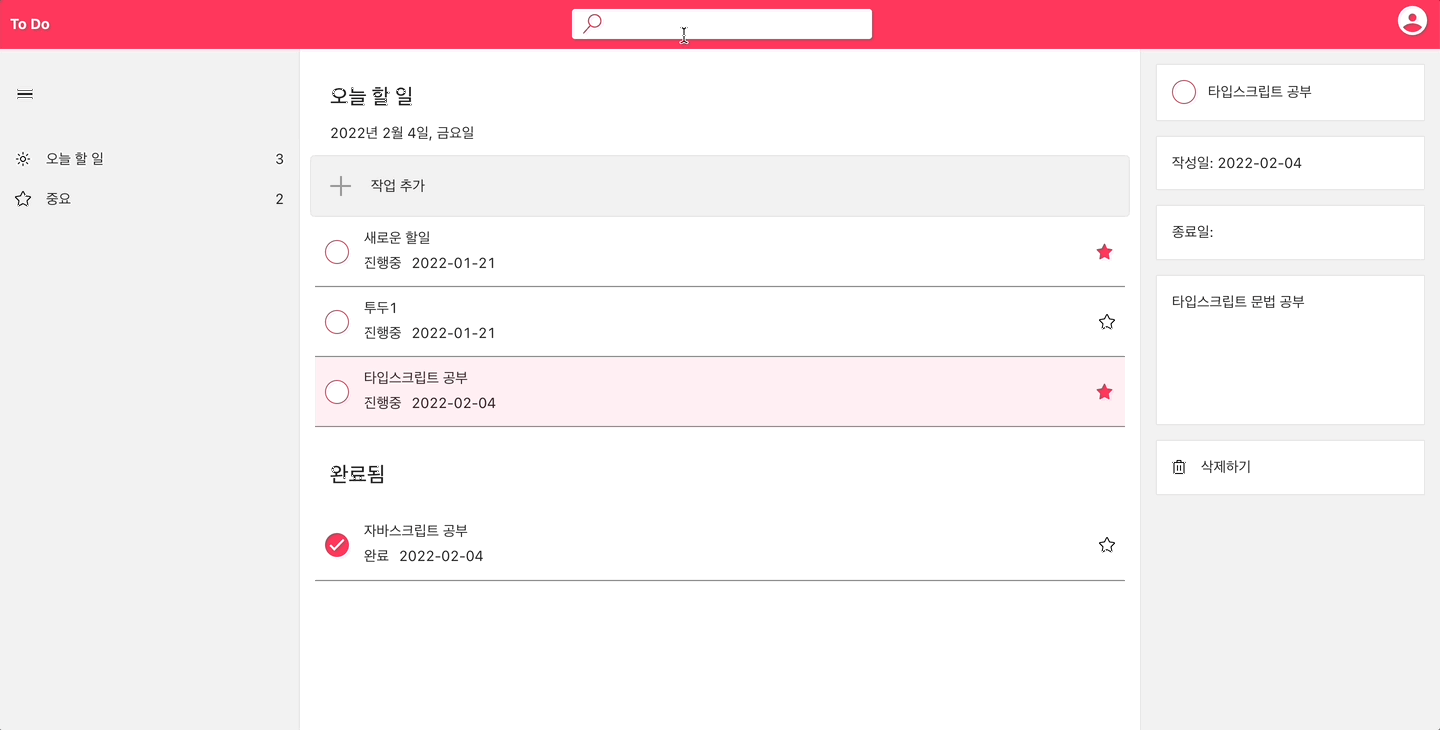 To Do
오늘 할 일 3
중요 2
오늘 할 일
2022년 2월 4일, 금요일
작업 추가
새로운 할일
진행중 2022-01-21
투두1
진행중 2022-01-21
타입스크립트 공부
진행중 2022-02-04
완료됨
자바스크립트 공부
완료 2022-02-04
타입스크립트 공부
작성일: 2022-02-04
종료일:
타입스크립트 문법 공부
삭제하기